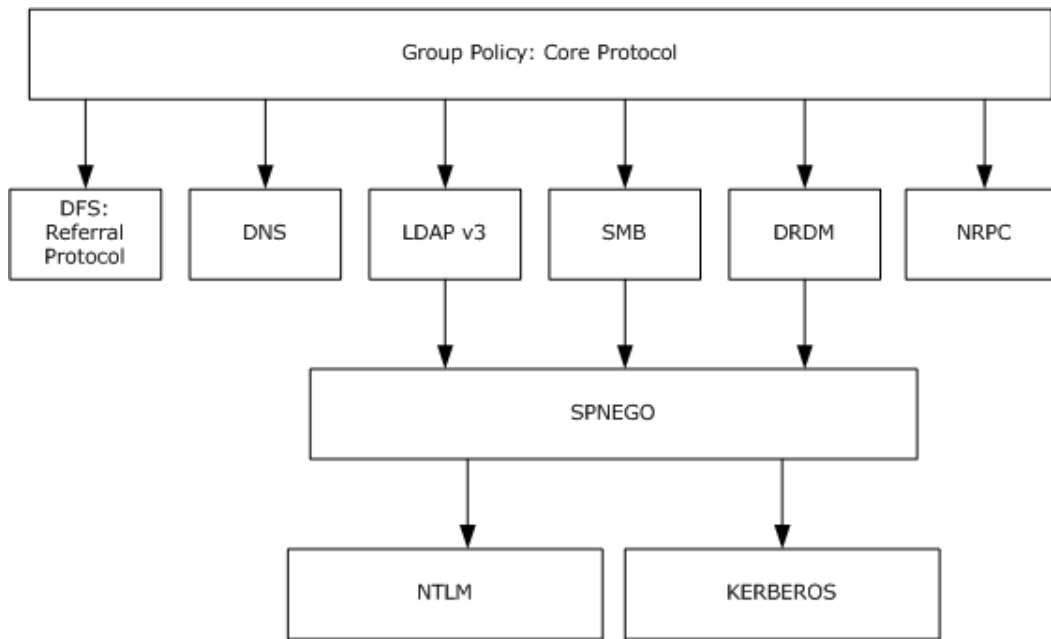 Group Policy: Core Protocol
DFS:
Referral
Protocol
DNS
LDAP v3
SMB
DRDM
NRPC
SPNEGO
NTLM
KERBEROS